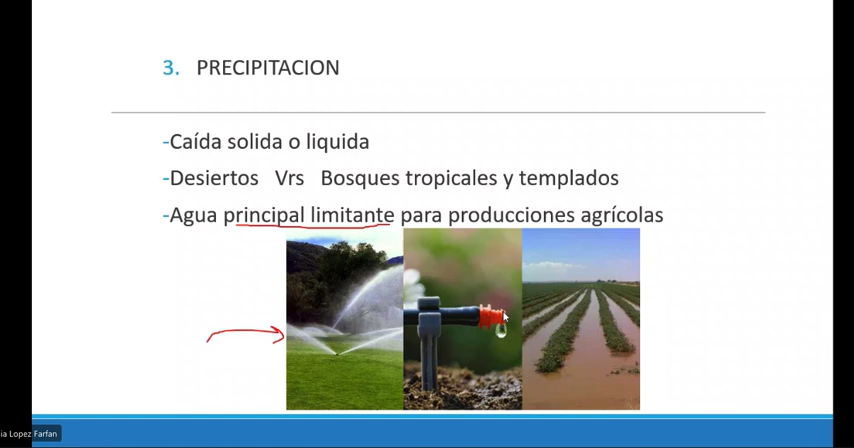 3. PRECIPITACION
-Caída solida o liquida
-Desiertos Vrs Bosques tropicales y templados
-Agua principal limitante para producciones agrícolas
ia Lopez Farfan